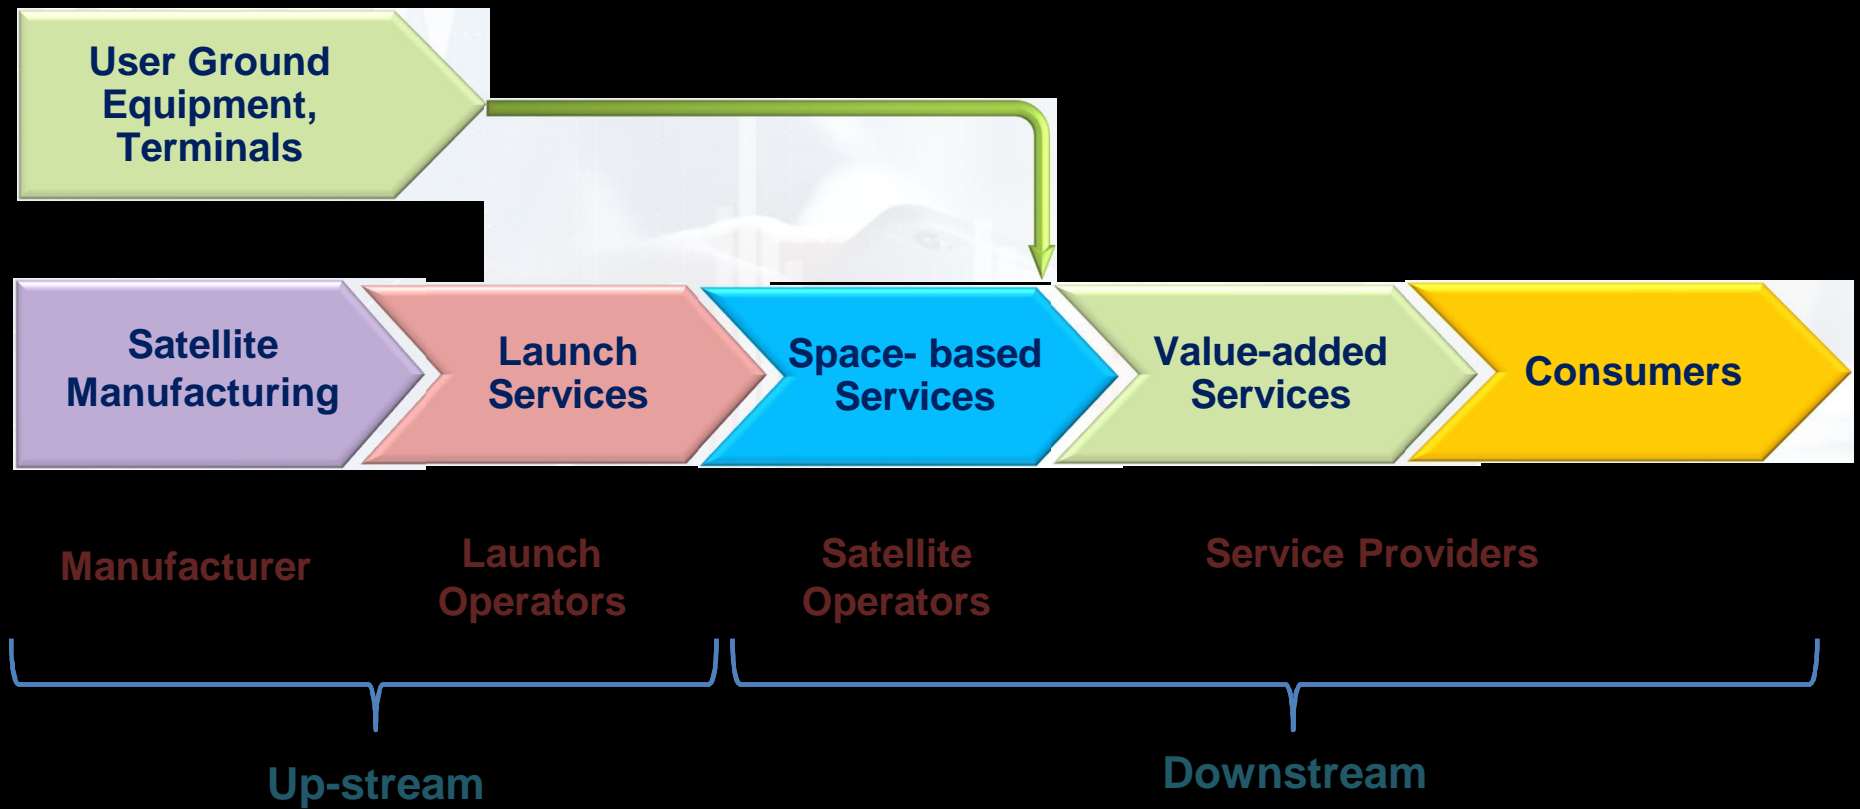 User Ground
Equipment,
Terminals
Satellite
Manufacturing
Launch
Services
Space- based
Services
Value-added
Services
Consumers
Manufacturer
Launch
Operators
Satellite
Operators
Service Providers
Up-stream
Downstream